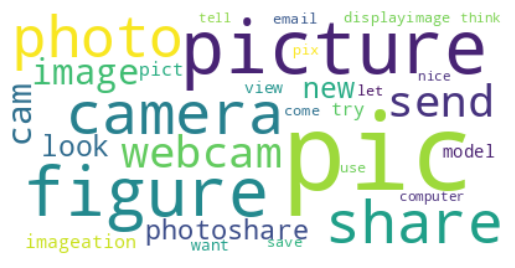 tell email displayimage think
photo picture
pix
image pict nice
cam camera view new let send
come try
look webcam model
figure pic use
computer
photoshare share
imageation want save